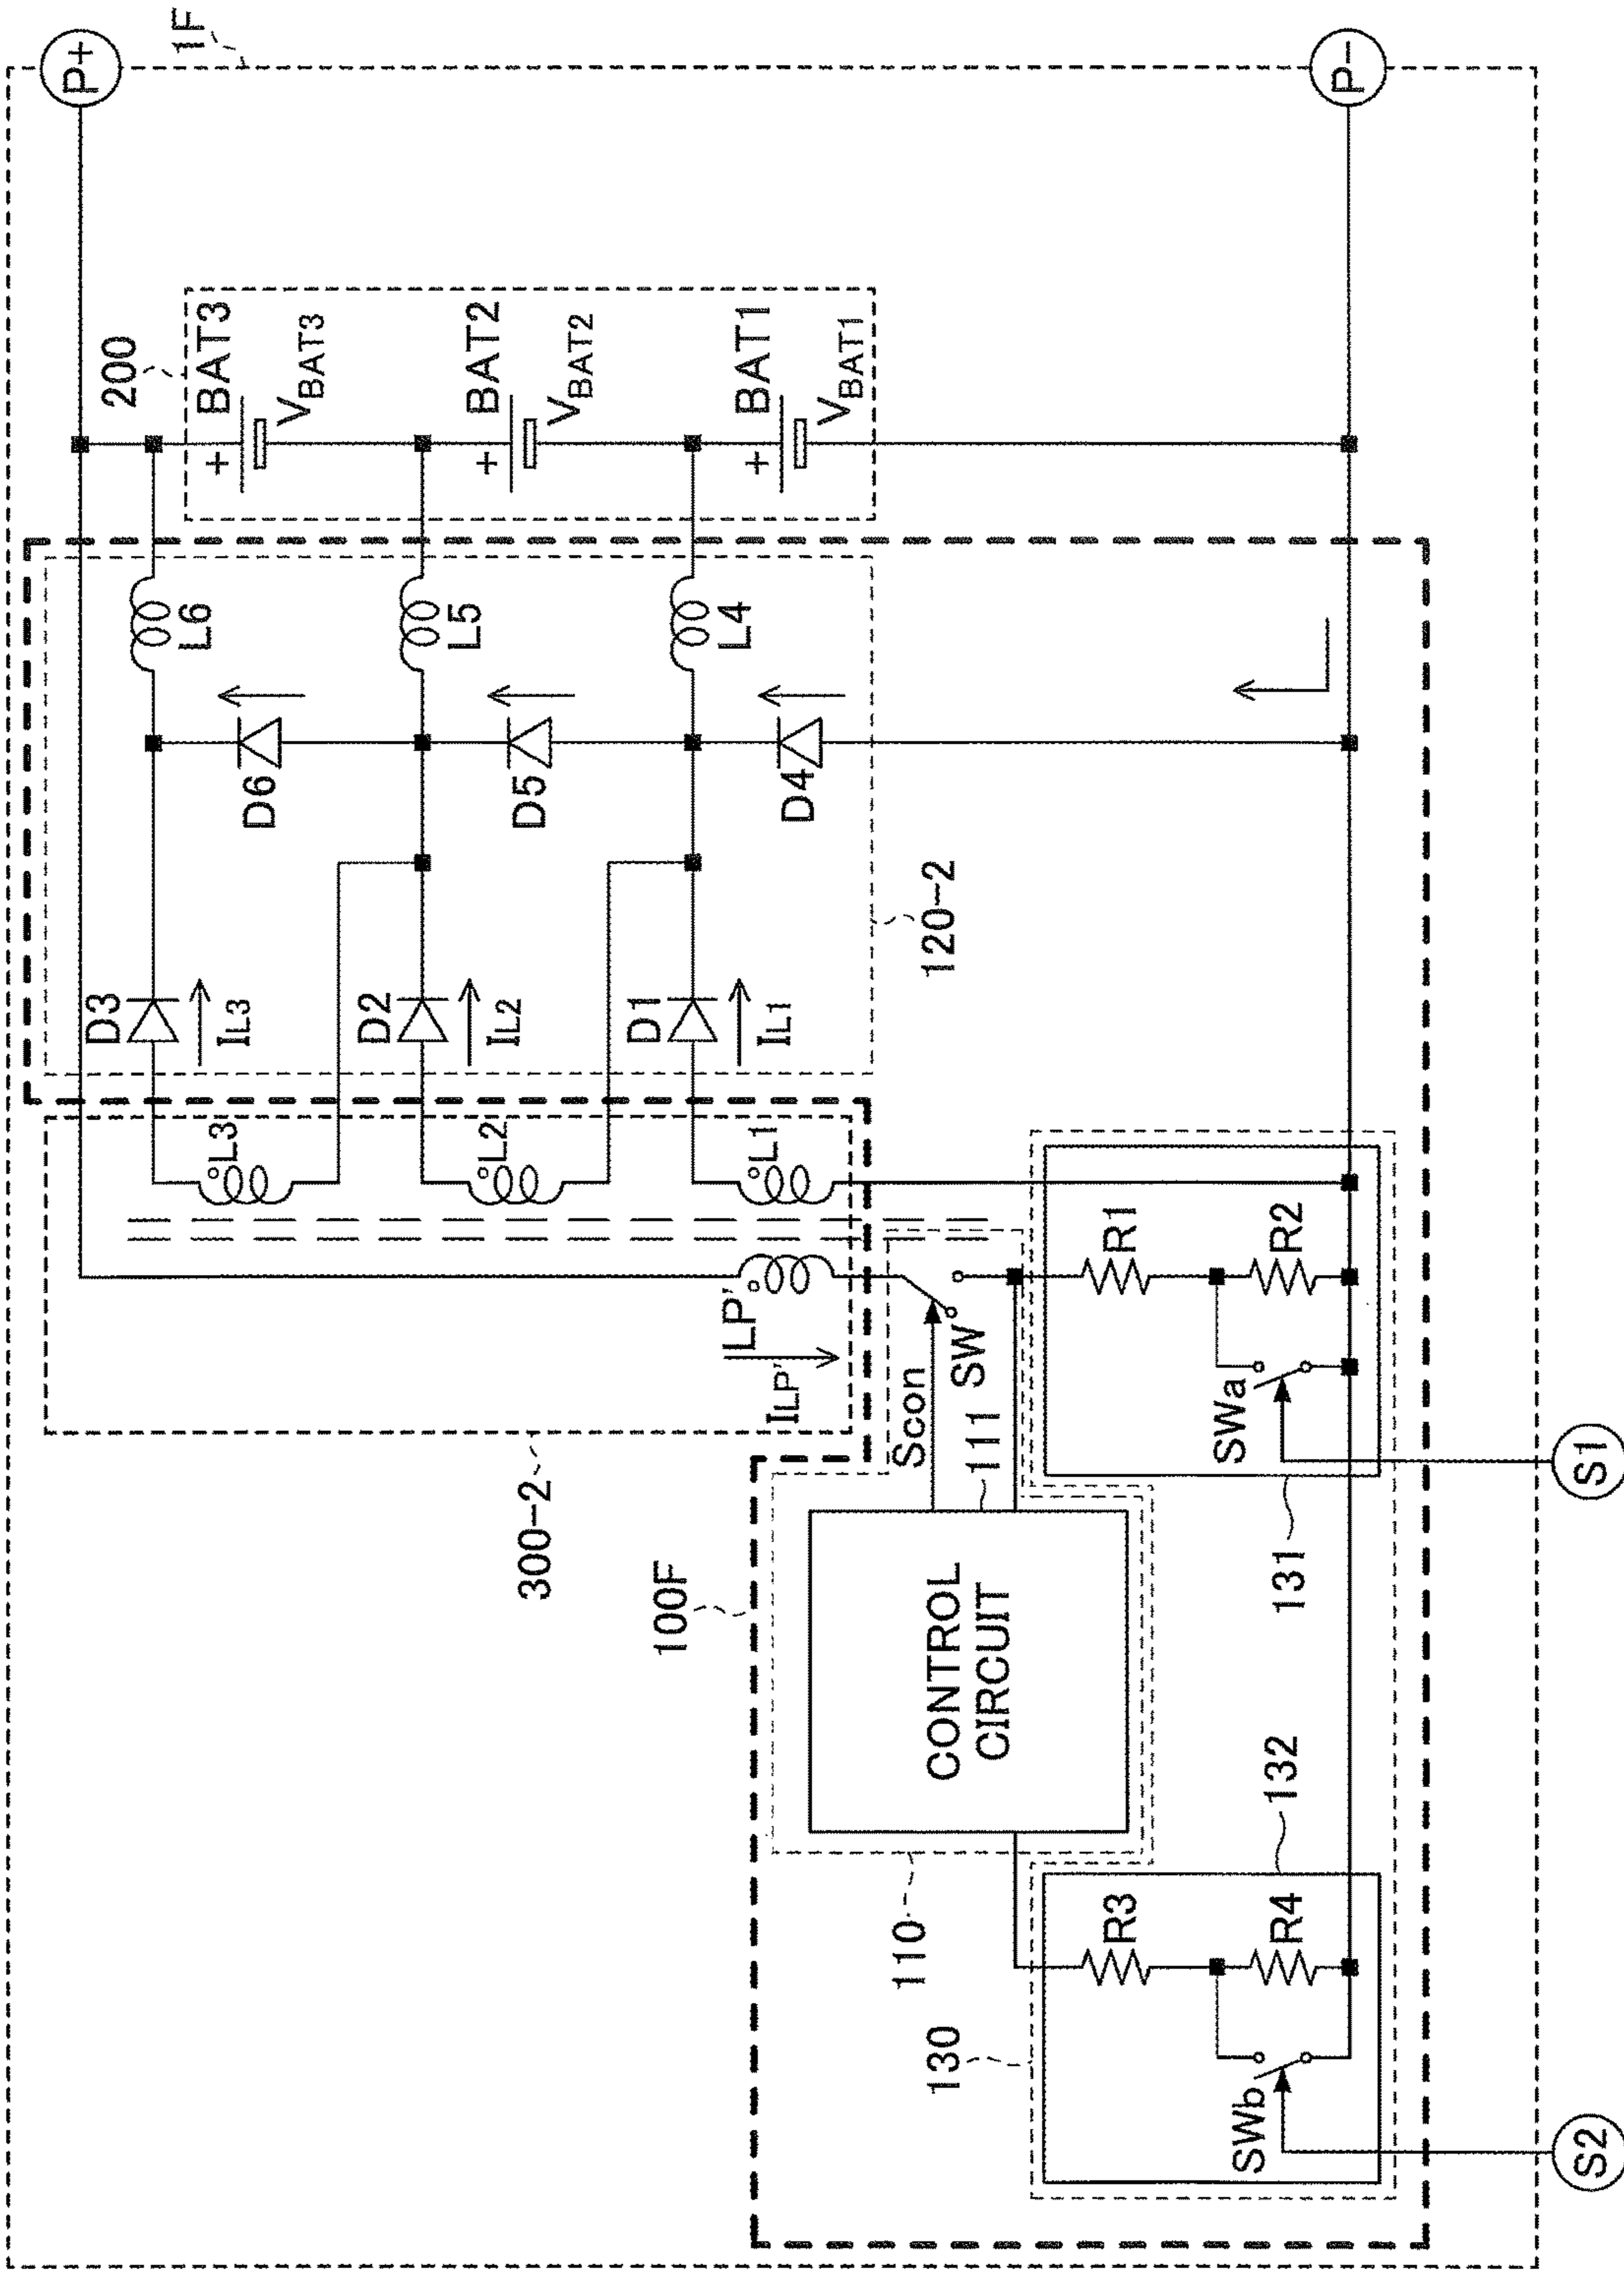 1F
P+
P-
200
BAT3
VBAT3
BAT2
VBAT2
BAT1
VBAT1
L6
L5
L4
D6
D5
D4
120-2
D3
IL3
D2
IL2
D1
IL1
L3
L2
L1
LP'
ILP'
300-2
SW
Scon
111
R1
R2
SWa
131
S1
100F
CONTROL
CIRCUIT
110
132
R3
R4
130
SWb
S2
+
+
+